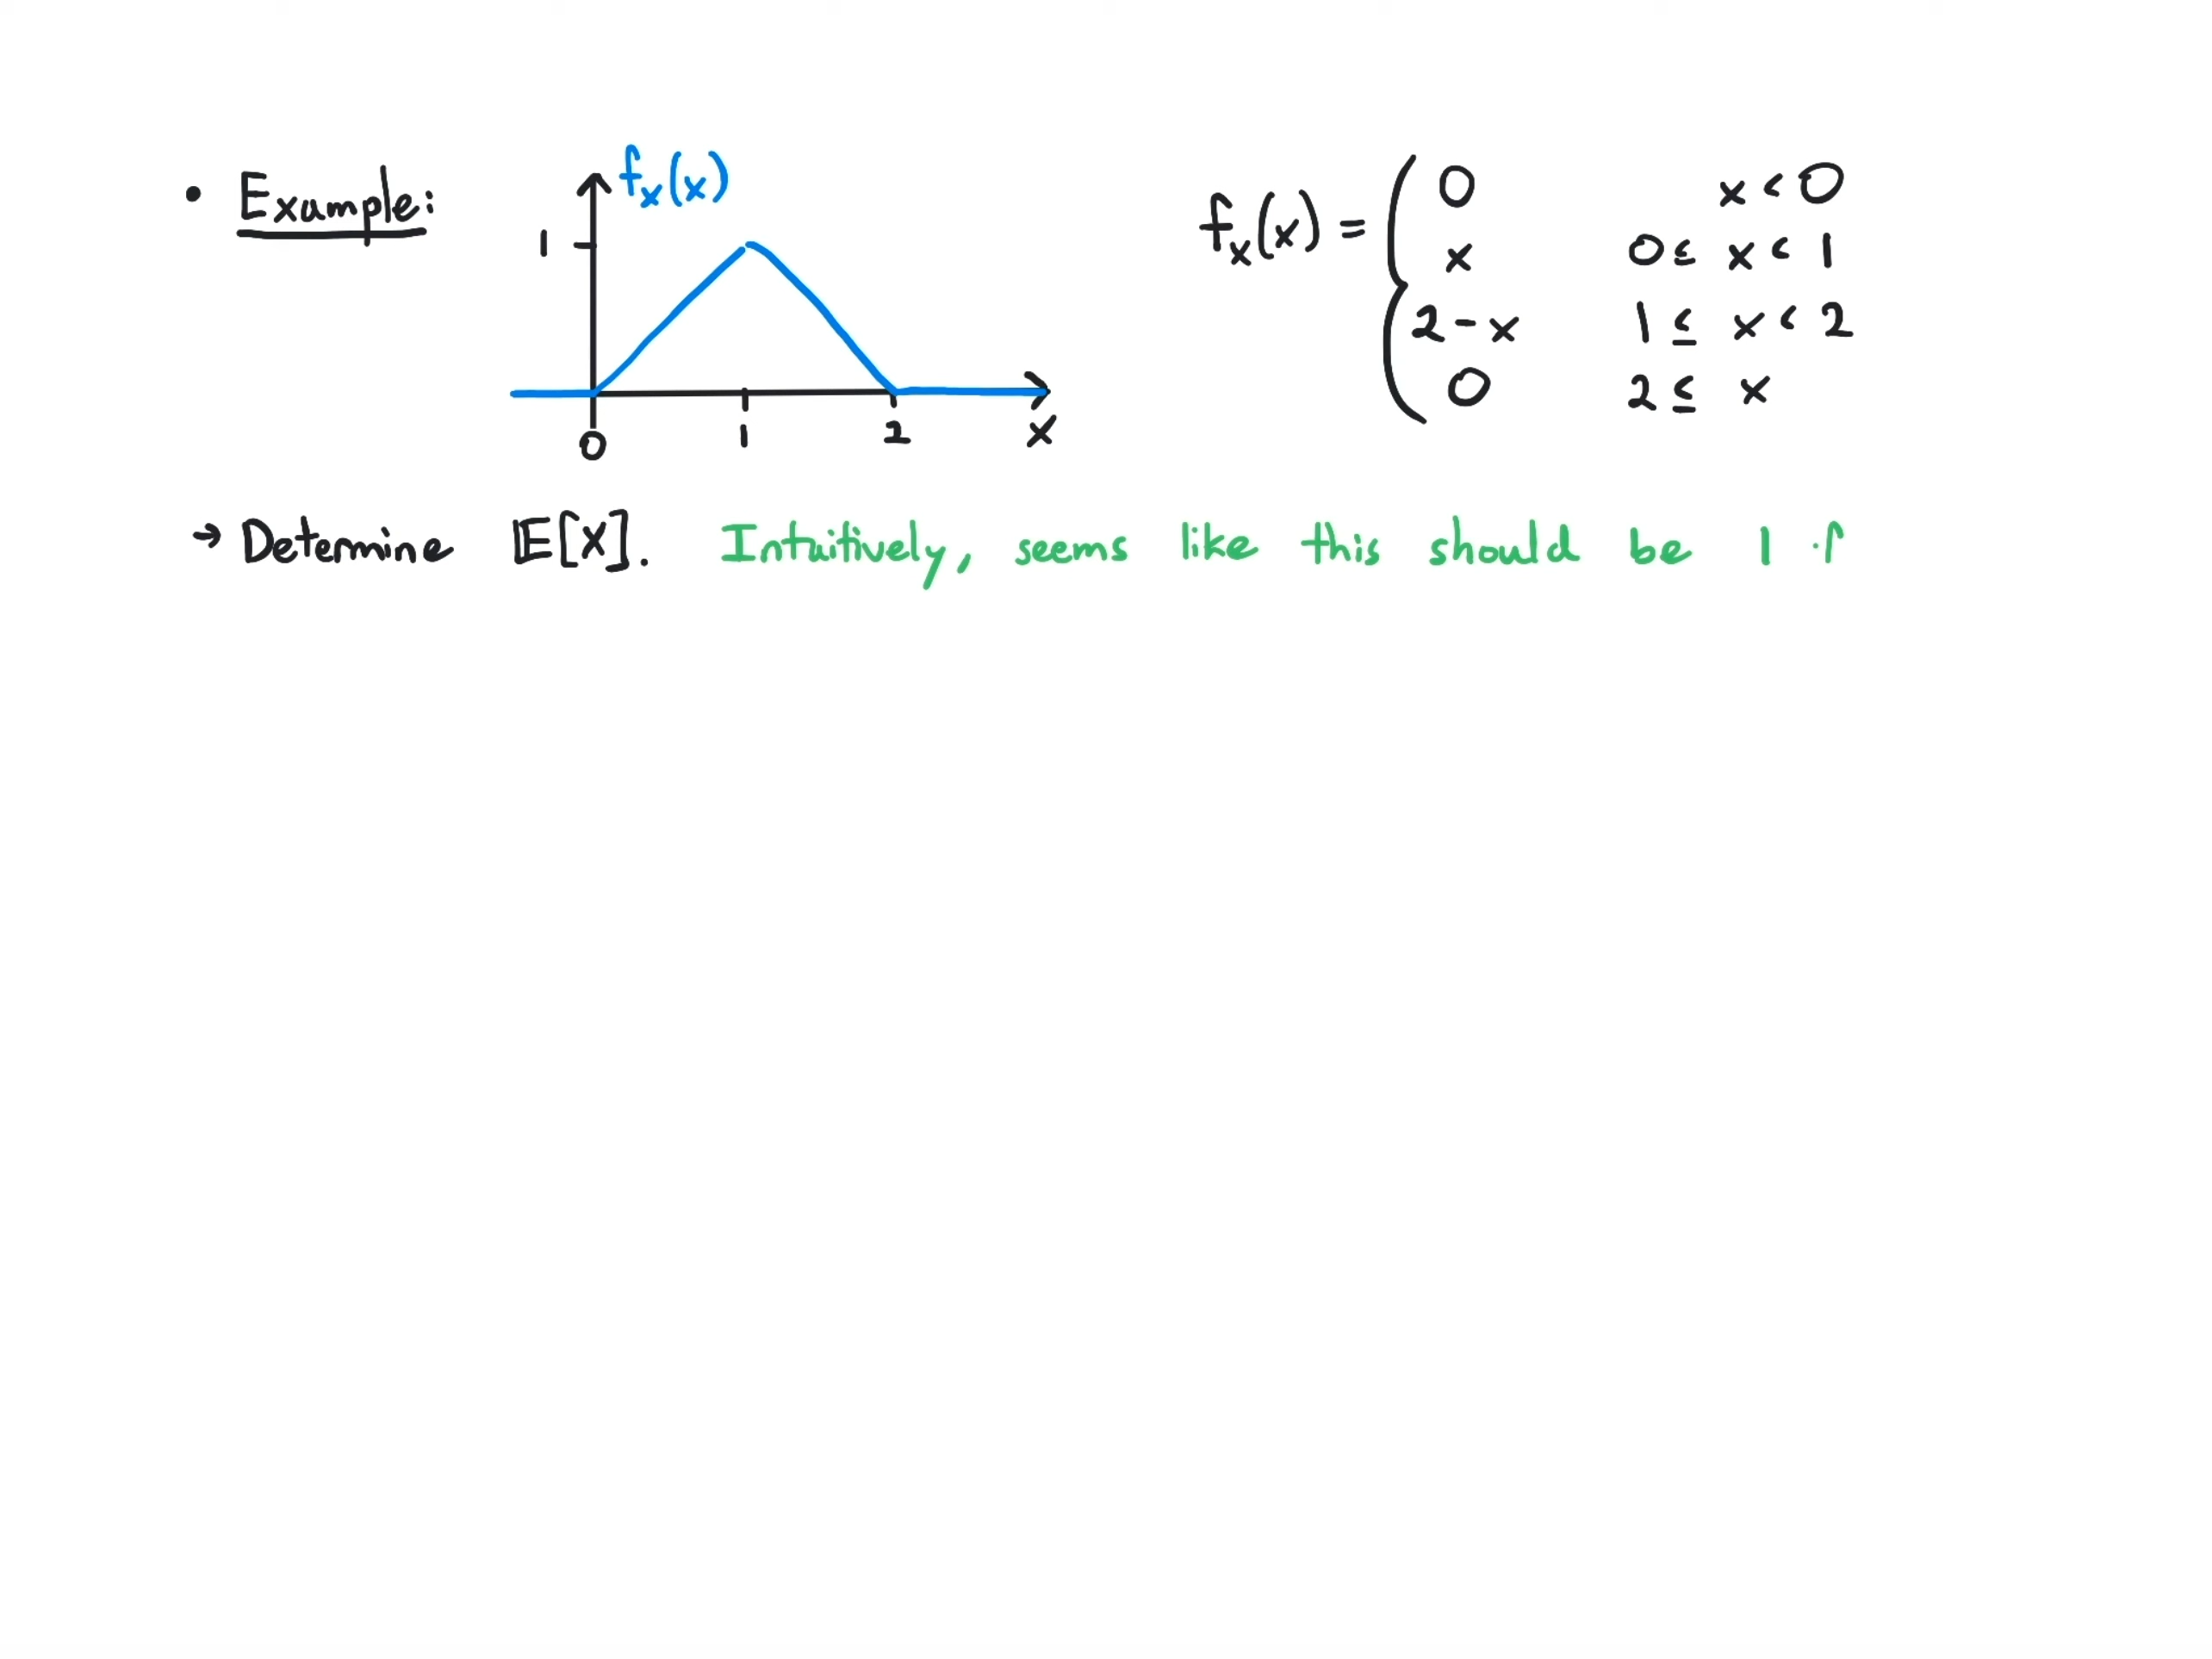 • Example:
f_X(x)
1
0 1 2 x
f_X(x) = { 0 x < 0
x 0 ≤ x < 1
2 - x 1 ≤ x < 2
0 2 ≤ x
→ Determine 𝔼[X]. Intuitively, seems like this should be 1